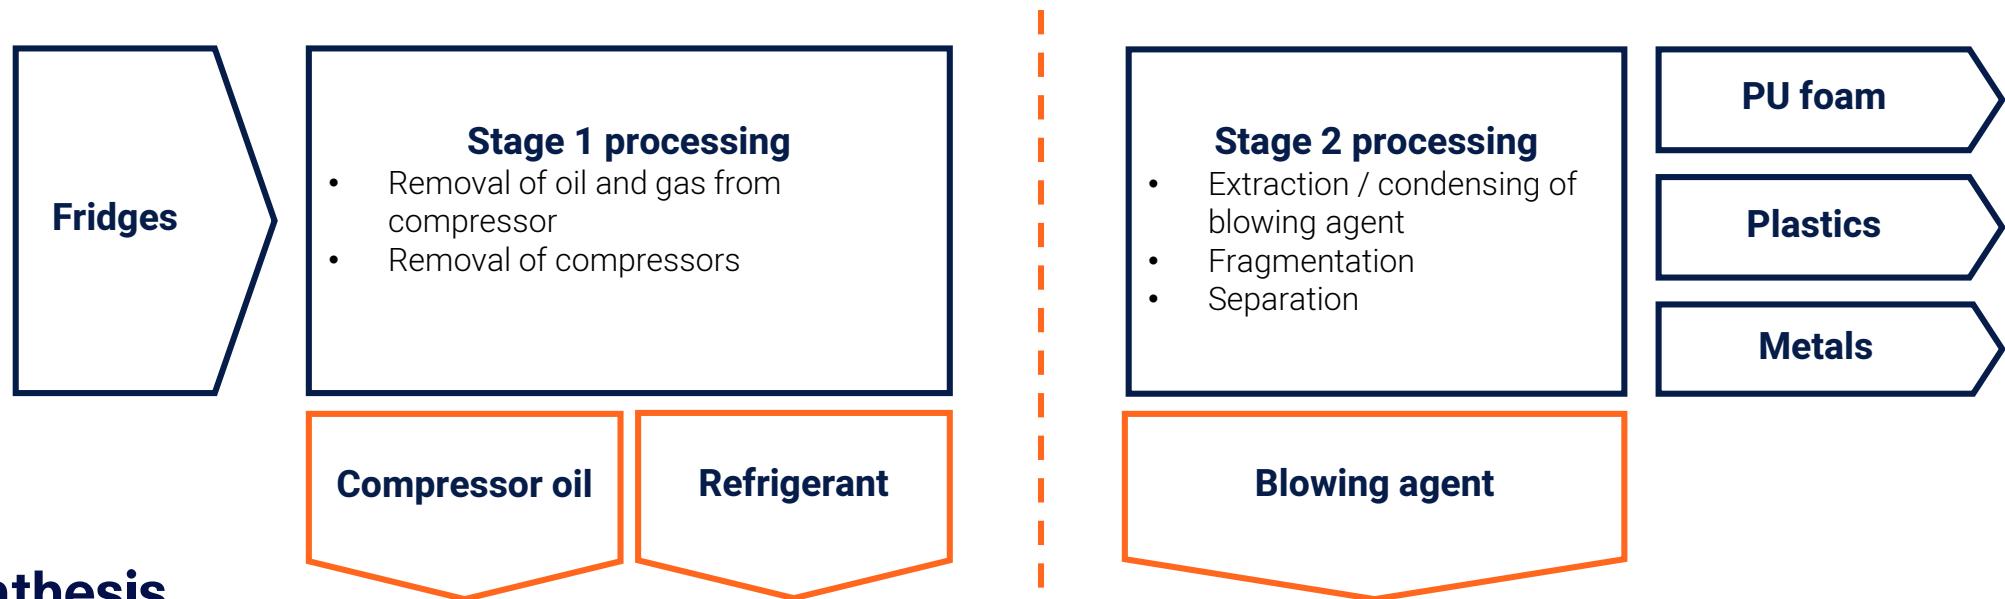 Fridges
Stage 1 processing
• Removal of oil and gas from
compressor
• Removal of compressors
Compressor oil
Refrigerant
Stage 2 processing
• Extraction / condensing of
blowing agent
• Fragmentation
• Separation
Blowing agent
PU foam
Plastics
Metals